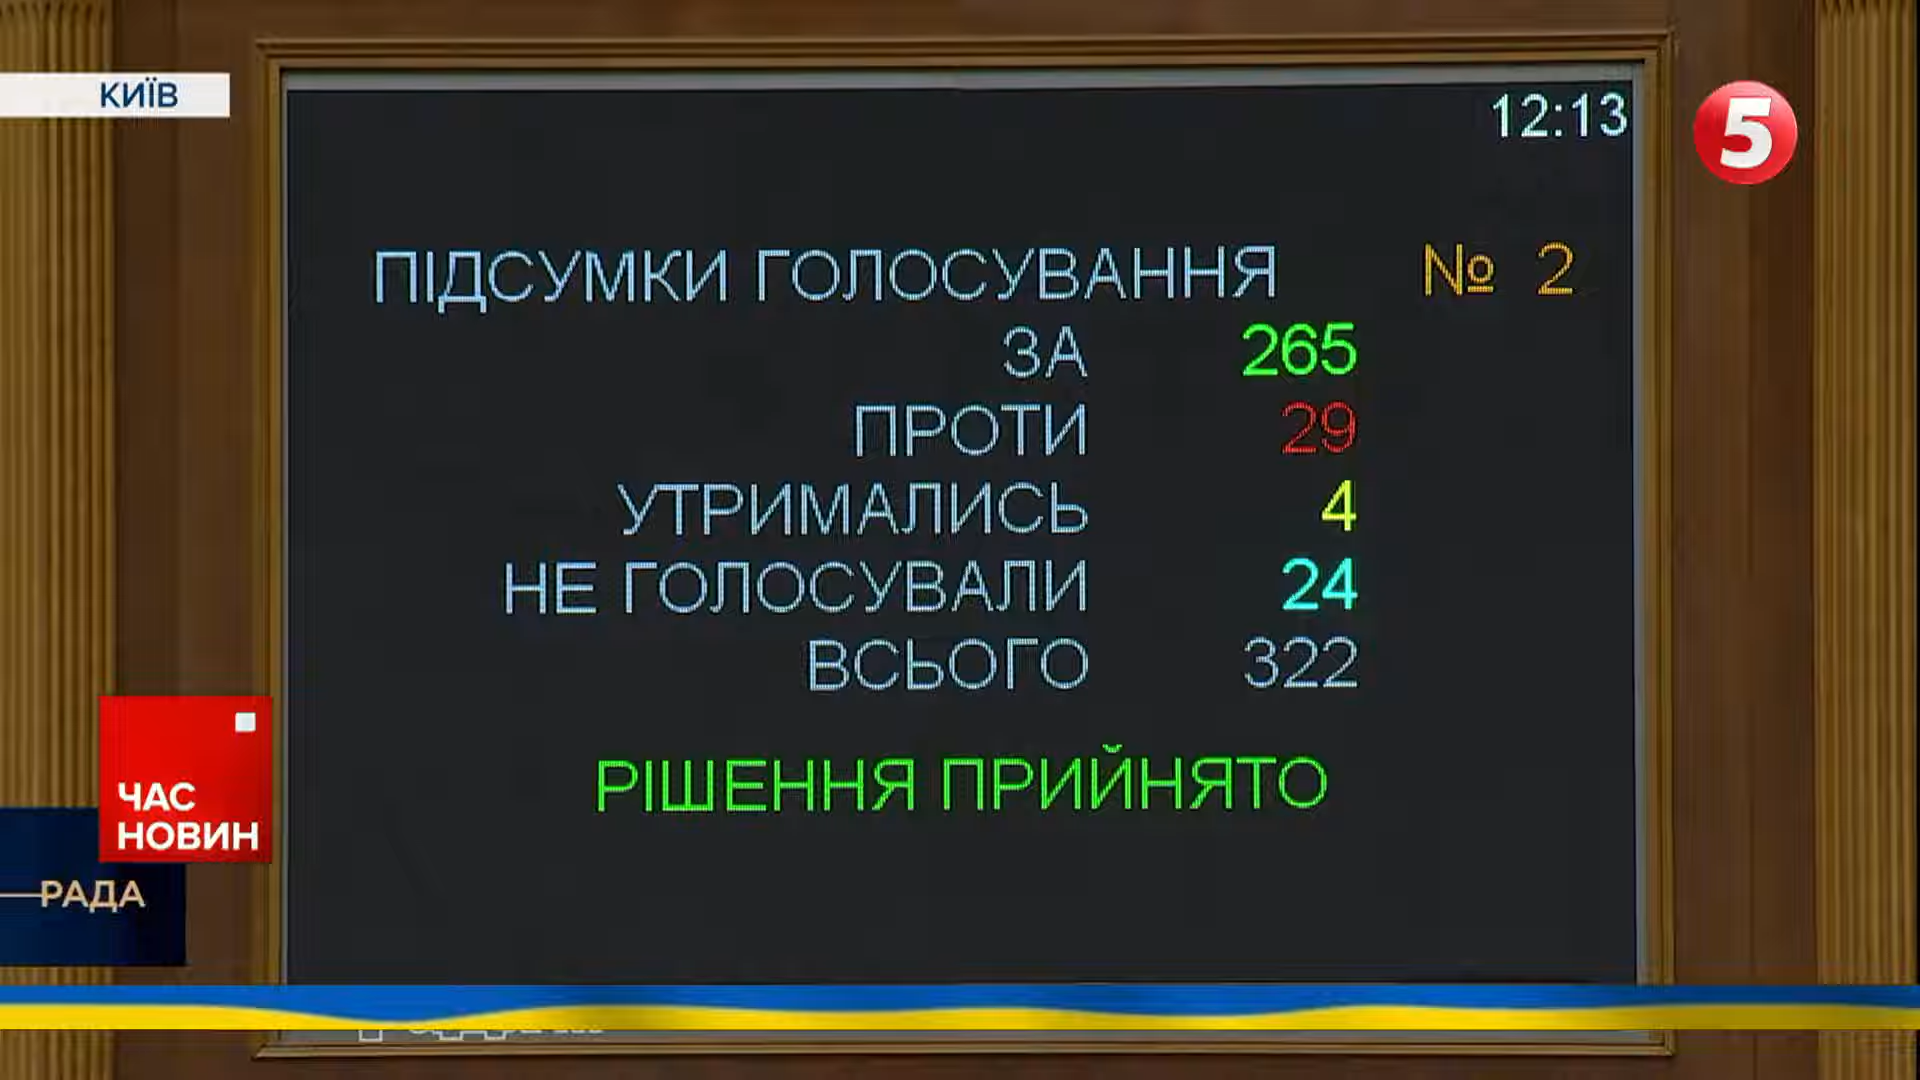 КИЇВ
12:13
5
ПІДСУМКИ ГОЛОСУВАННЯ № 2
ЗА 265
ПРОТИ 29
УТРИМАЛИСЬ 4
НЕ ГОЛОСУВАЛИ 24
ВСЬОГО 322
РІШЕННЯ ПРИЙНЯТО
ЧАС
НОВИН
РАДА